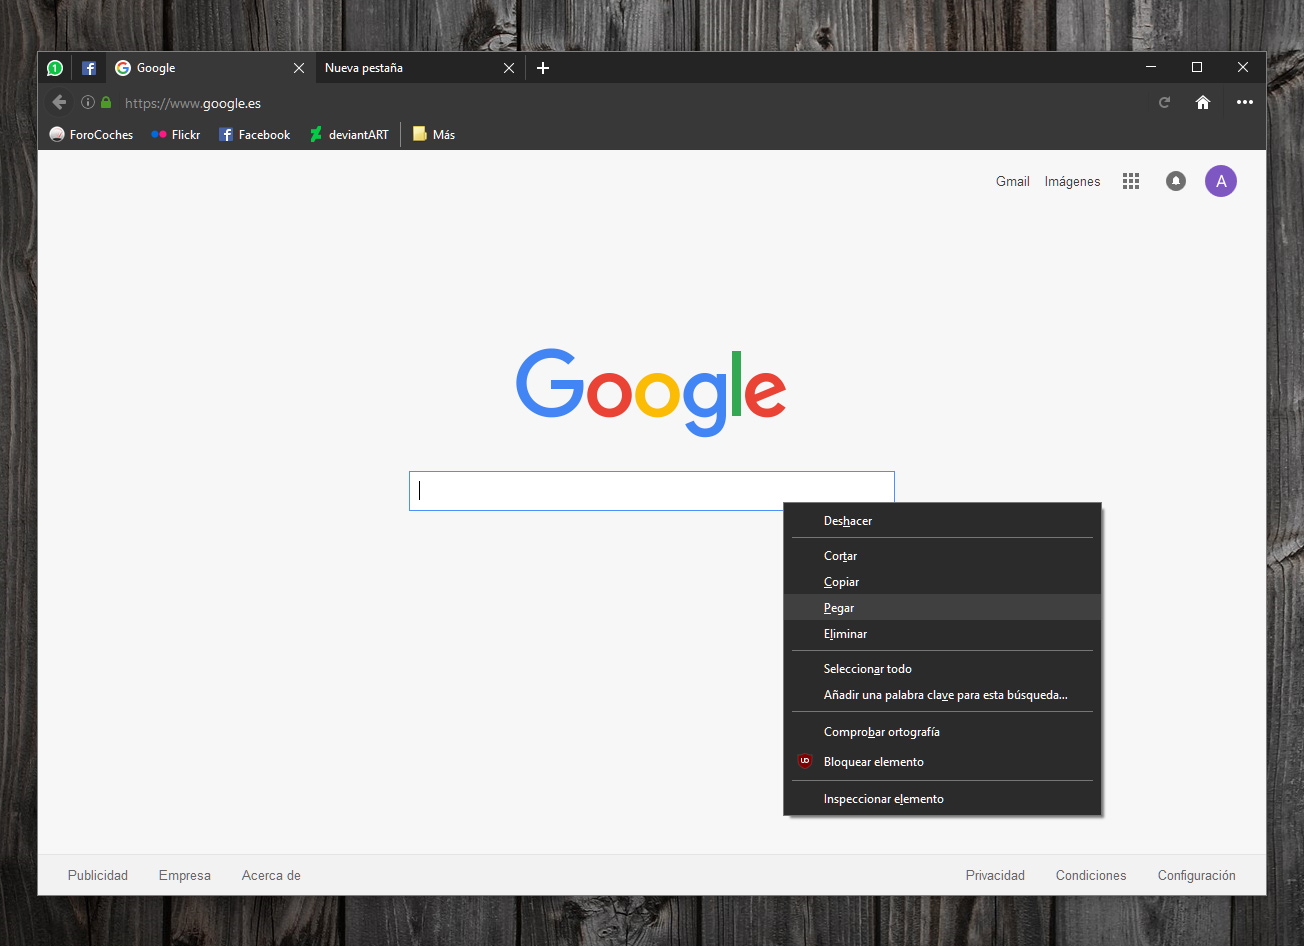 1
Google
Nueva pestaña
https://www.google.es
ForoCoches
Flickr
Facebook
deviantART
Más
Gmail
Imágenes
A
Google
Deshacer
Cortar
Copiar
Pegar
Eliminar
Seleccionar todo
Añadir una palabra clave para esta búsqueda...
Comprobar ortografía
Bloquear elemento
Inspeccionar elemento
Publicidad
Empresa
Acerca de
Privacidad
Condiciones
Configuración